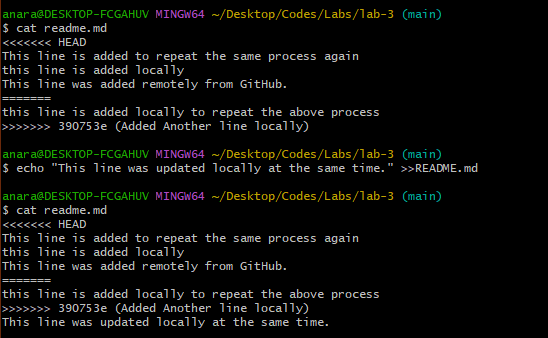 anara@DESKTOP-FCGAHUV MINGW64 ~/Desktop/Codes/Labs/lab-3 (main)
$ cat readme.md
<<<<<<< HEAD
This line is added to repeat the same process again
this line is added locally
This line was added remotely from GitHub.
=======
this line is added locally to repeat the above process
>>>>>>> 390753e (Added Another line locally)
anara@DESKTOP-FCGAHUV MINGW64 ~/Desktop/Codes/Labs/lab-3 (main)
$ echo "This line was updated locally at the same time." >>README.md
anara@DESKTOP-FCGAHUV MINGW64 ~/Desktop/Codes/Labs/lab-3 (main)
$ cat readme.md
<<<<<<< HEAD
This line is added to repeat the same process again
this line is added locally
This line was added remotely from GitHub.
=======
this line is added locally to repeat the above process
>>>>>>> 390753e (Added Another line locally)
This line was updated locally at the same time.